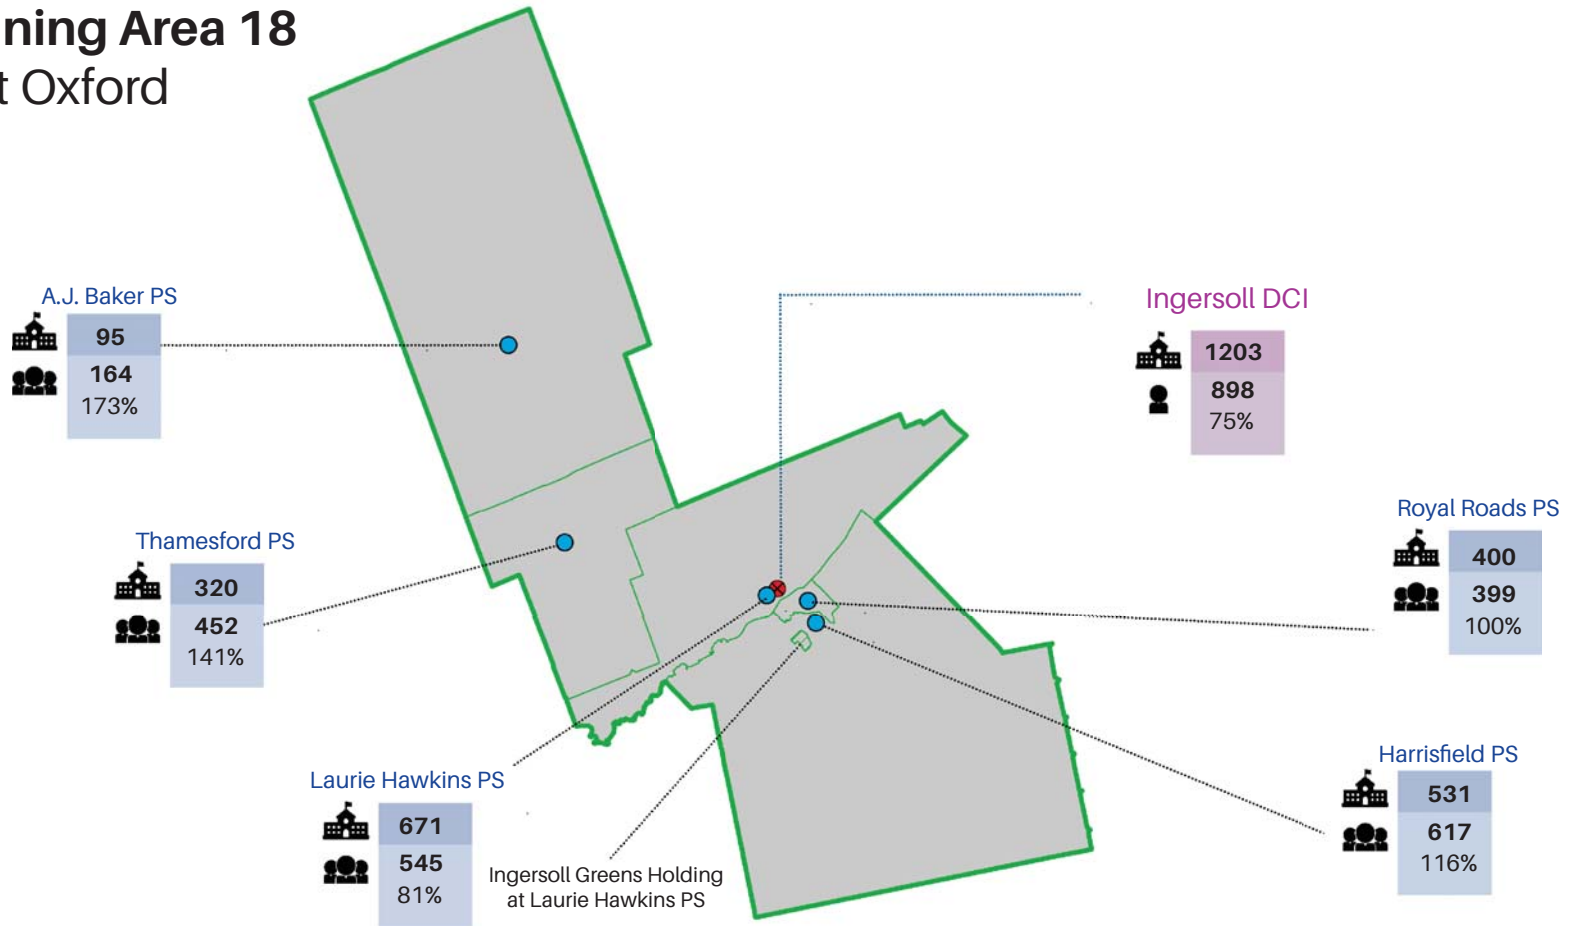 ning Area 18
t Oxford
A.J. Baker PS
95
164
173%
Ingersoll DCI
1203
898
75%
Thamesford PS
320
452
141%
Royal Roads PS
400
399
100%
Laurie Hawkins PS
671
545
81%
Ingersoll Greens Holding
at Laurie Hawkins PS
Harrisfield PS
531
617
116%